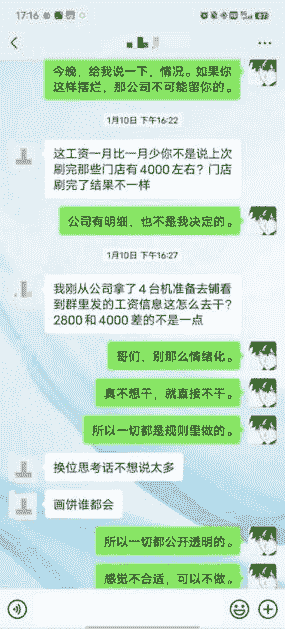 17:16
今晚，给我说一下，情况。如果你
这样摆烂，那公司不可能留你的。
1月10日 下午16:22
这工资一月比一月少你不是说上次
刷完那些门店有4000左右？门店
刷完了结果不一样
公司有明细，也不是我决定的。
1月10日 下午16:27
我刚从公司拿了4台机准备去铺看
到群里发的工资信息这怎么去干？
2800和4000差的不是一点
哥们，别那么情绪化。
真不想干，就直接不干。
所以一切都是规则里做的。
换位思考话不想说太多
画饼谁都会
所以一切都公开透明的。
感觉不合适，可以不做。